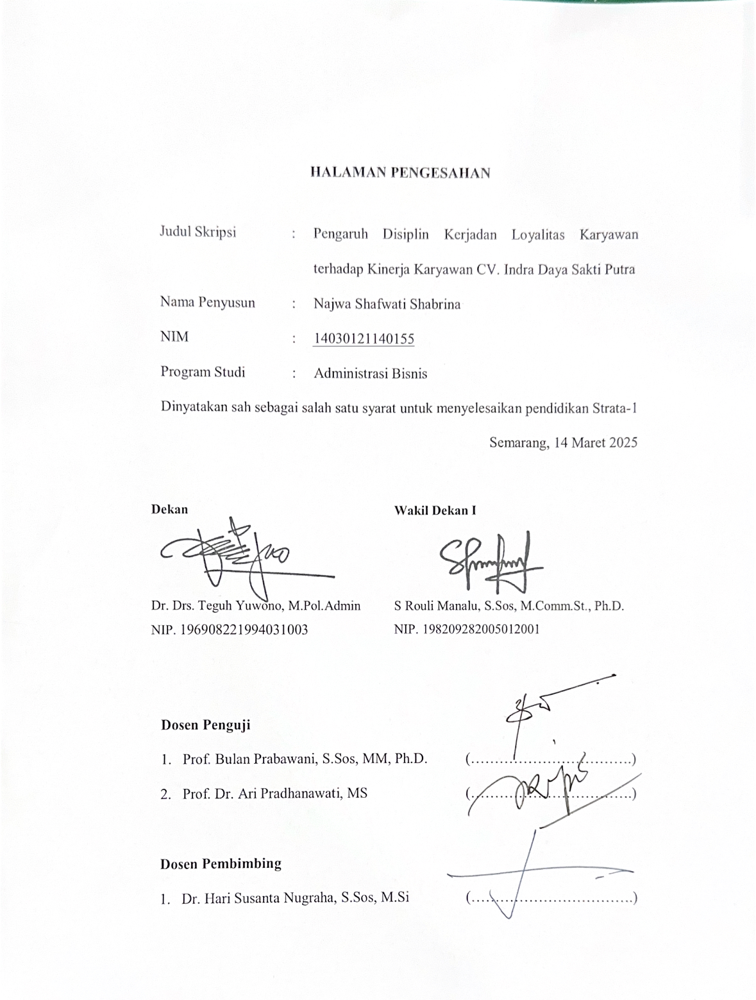 HALAMAN PENGESAHAN
Judul Skripsi : Pengaruh Disiplin Kerjadan Loyalitas Karyawan
terhadap Kinerja Karyawan CV. Indra Daya Sakti Putra
Nama Penyusun : Najwa Shafwati Shabrina
NIM : 14030121140155
Program Studi : Administrasi Bisnis
Dinyatakan sah sebagai salah satu syarat untuk menyelesaikan pendidikan Strata-1
Semarang, 14 Maret 2025
Dekan Wakil Dekan I
Dr. Drs. Teguh Yuwono, M.Pol.Admin S Rouli Manalu, S.Sos, M.Comm.St., Ph.D.
NIP. 196908221994031003 NIP. 198209282005012001
Dosen Penguji
1. Prof. Bulan Prabawani, S.Sos, MM, Ph.D. (........................................)
2. Prof. Dr. Ari Pradhanawati, MS (........................................)
Dosen Pembimbing
1. Dr. Hari Susanta Nugraha, S.Sos, M.Si (........................................)